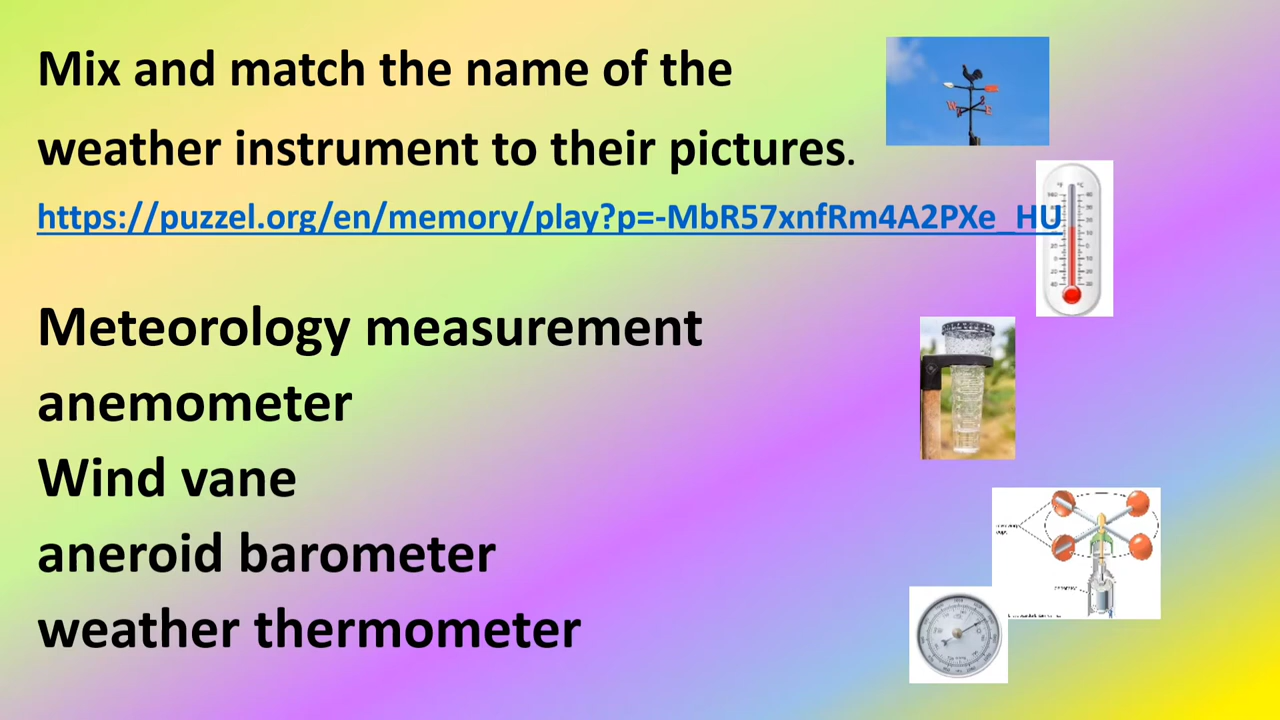 Mix and match the name of the
weather instrument to their pictures.
https://puzzel.org/en/memory/play?p=-MbR57xnfRm4A2PXe_HU
Meteorology measurement
anemometer
Wind vane
aneroid barometer
weather thermometer